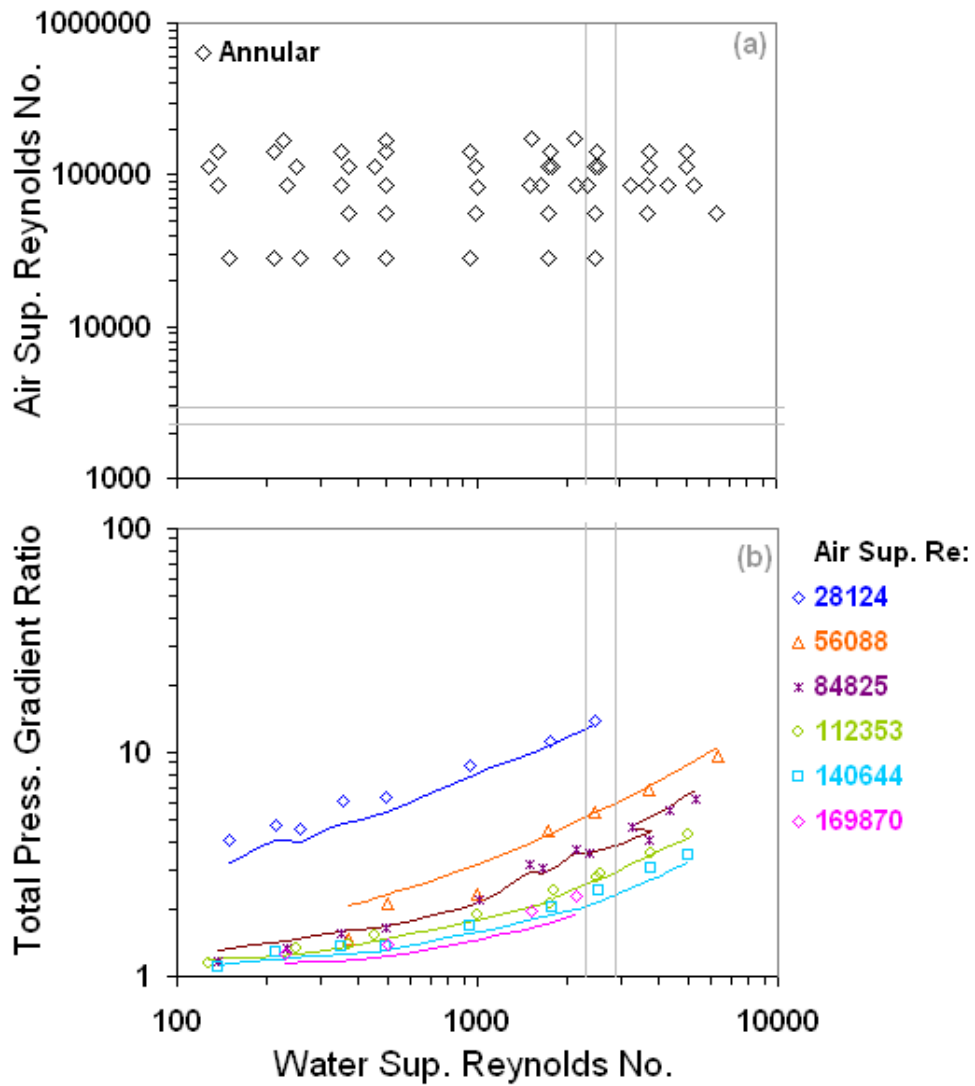 1000000
(a)
Annular
100000
10000
1000
Air Sup. Reynolds No.
100
(b)
10
1
Total Press. Gradient Ratio
100
1000
10000
Water Sup. Reynolds No.
Air Sup. Re:
28124
56088
84825
112353
140644
169870